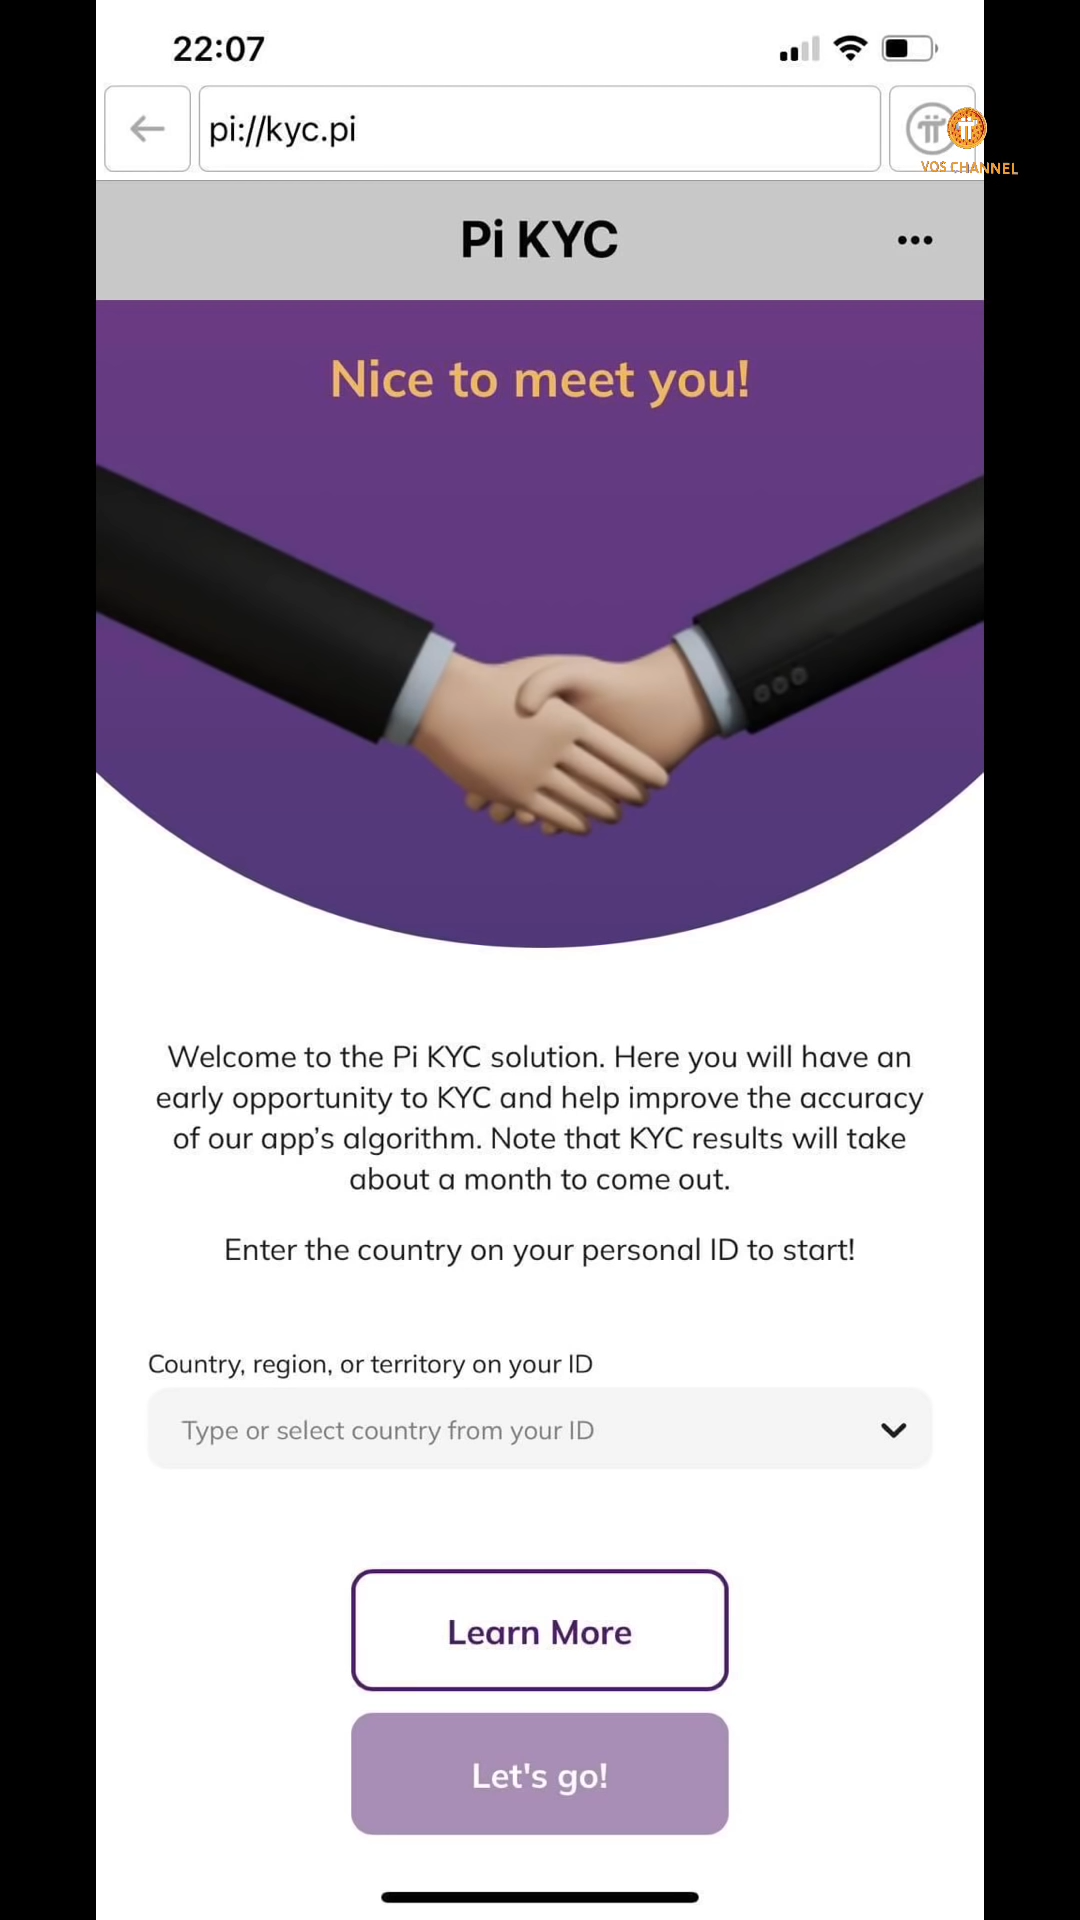 22:07
pi://kyc.pi
VOS CHANNEL
Pi KYC
Nice to meet you!
Welcome to the Pi KYC solution. Here you will have an
early opportunity to KYC and help improve the accuracy
of our app’s algorithm. Note that KYC results will take
about a month to come out.
Enter the country on your personal ID to start!
Country, region, or territory on your ID
Type or select country from your ID
Learn More
Let's go!